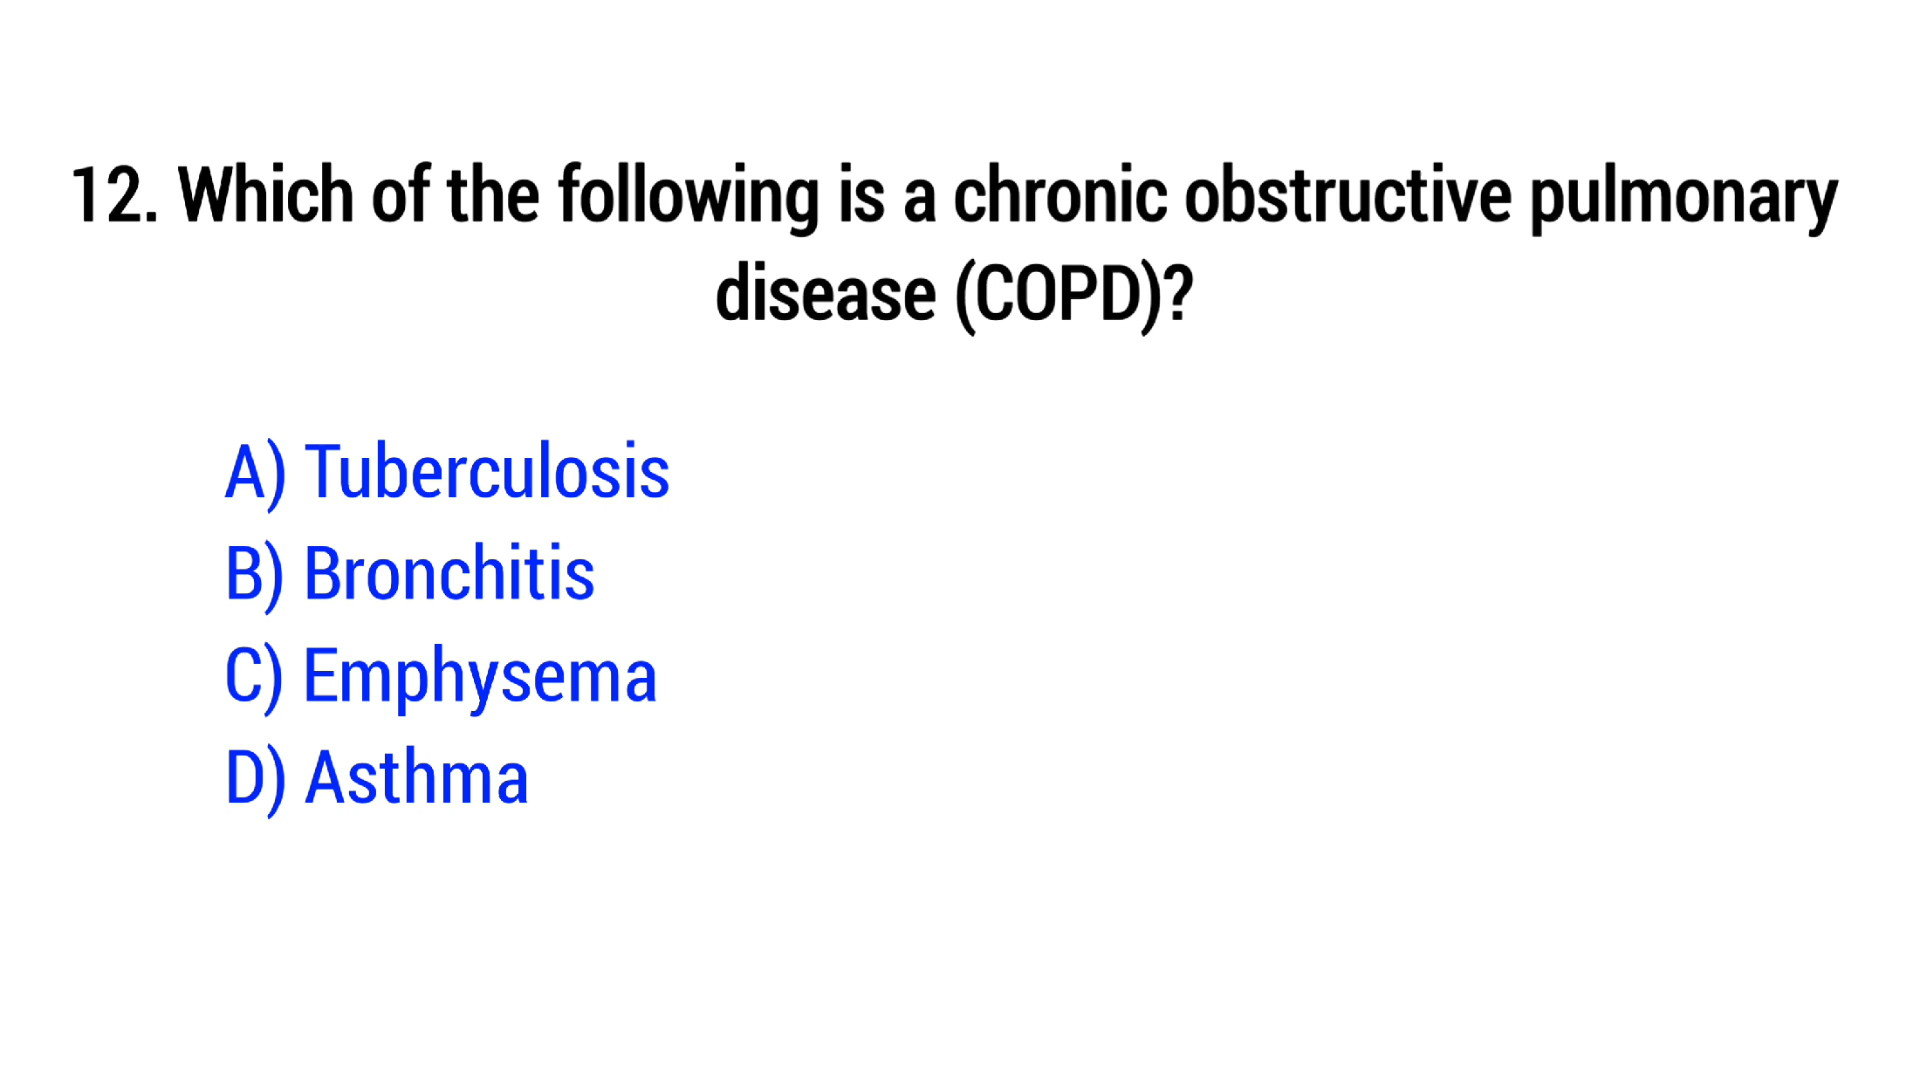 12. Which of the following is a chronic obstructive pulmonary
disease (COPD)?
A) Tuberculosis
B) Bronchitis
C) Emphysema
D) Asthma